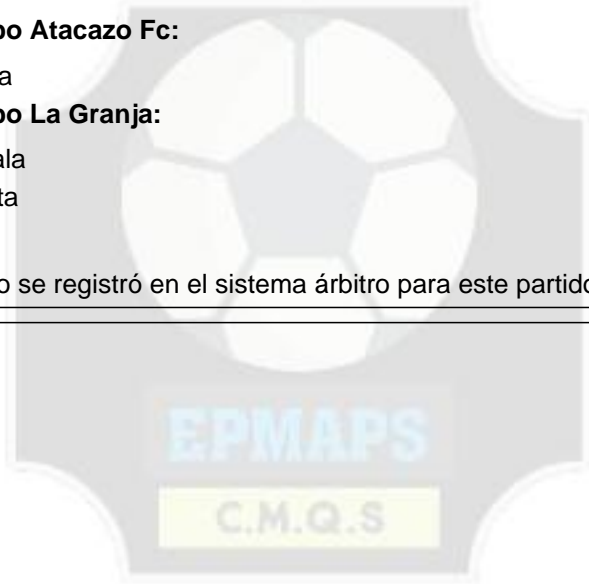 po Atacazo Fc:
a
po La Granja:
ala
ta
o se registró en el sistema árbitro para este partido
EPMAPS
C.M.Q.S